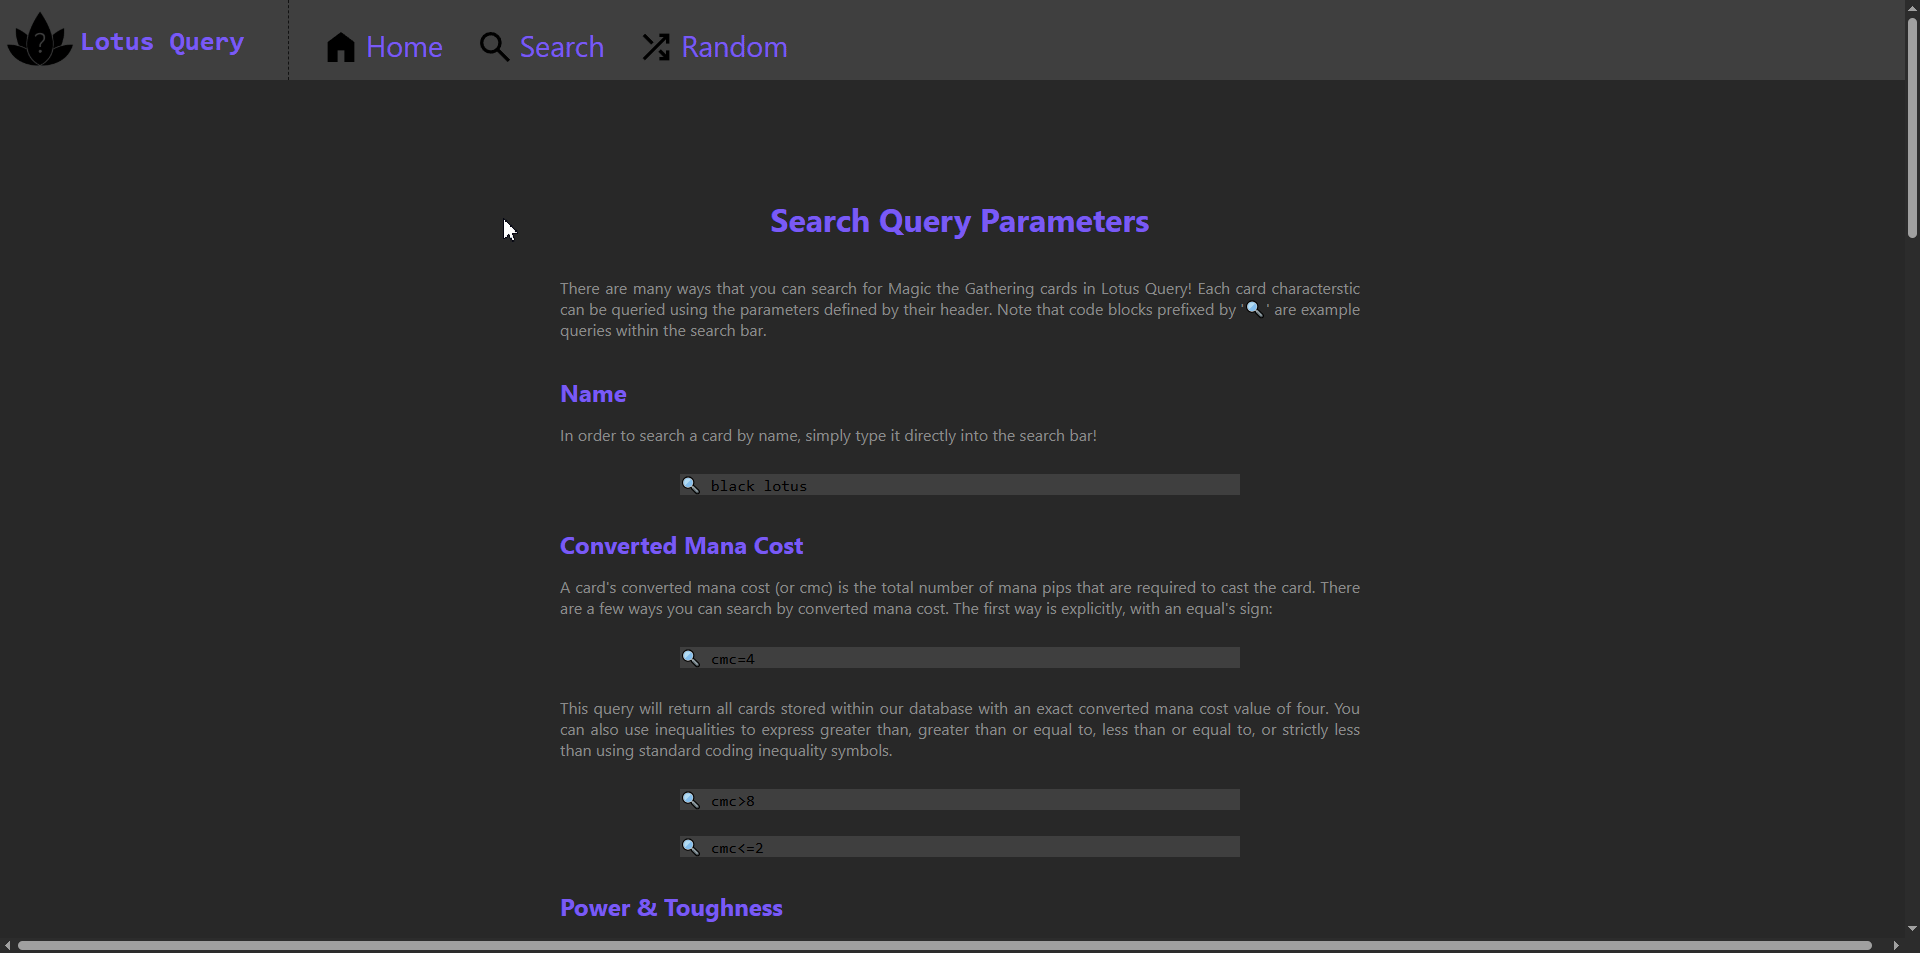 ?
Lotus Query
Home
Search
Random
Search Query Parameters
There are many ways that you can search for Magic the Gathering cards in Lotus Query! Each card characterstic
can be queried using the parameters defined by their header. Note that code blocks prefixed by '🔍' are example
queries within the search bar.
Name
In order to search a card by name, simply type it directly into the search bar!
🔍 black lotus
Converted Mana Cost
A card's converted mana cost (or cmc) is the total number of mana pips that are required to cast the card. There
are a few ways you can search by converted mana cost. The first way is explicitly, with an equal's sign:
🔍 cmc=4
This query will return all cards stored within our database with an exact converted mana cost value of four. You
can also use inequalities to express greater than, greater than or equal to, less than or equal to, or strictly less
than using standard coding inequality symbols.
🔍 cmc>8
🔍 cmc<=2
Power & Toughness